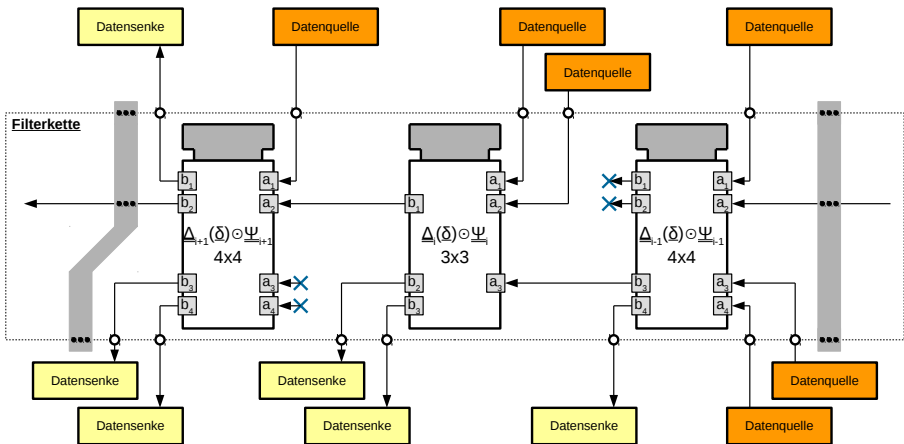 Datensenke
Datenquelle
Datenquelle
Datenquelle
Datenquelle
Filterkette
b1
a1
b2
a2
Δi+1(δ)⊙Ψi+1
4x4
b3
a3
b4
a4
a1
b1
a2
Δi(δ)⊙Ψi
3x3
b2
a3
b3
b1
a1
b2
a2
Δi-1(δ)⊙Ψi-1
4x4
b3
a3
b4
a4
Datensenke
Datensenke
Datenquelle
Datensenke
Datensenke
Datensenke
Datenquelle